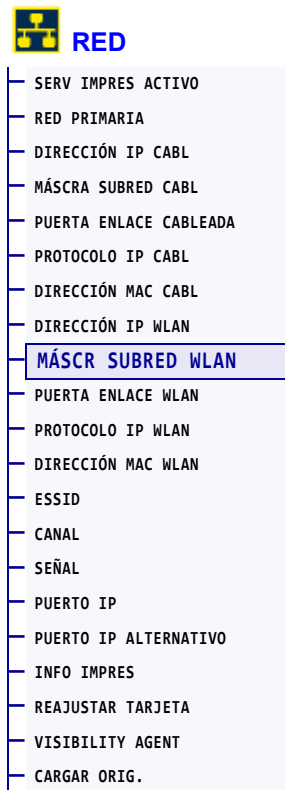 RED
SERV IMPRES ACTIVO
RED PRIMARIA
DIRECCIÓN IP CABL
MÁSCRA SUBRED CABL
PUERTA ENLACE CABLEADA
PROTOCOLO IP CABL
DIRECCIÓN MAC CABL
DIRECCIÓN IP WLAN
MÁSCR SUBRED WLAN
PUERTA ENLACE WLAN
PROTOCOLO IP WLAN
DIRECCIÓN MAC WLAN
ESSID
CANAL
SEÑAL
PUERTO IP
PUERTO IP ALTERNATIVO
INFO IMPRES
REAJUSTAR TARJETA
VISIBILITY AGENT
CARGAR ORIG.